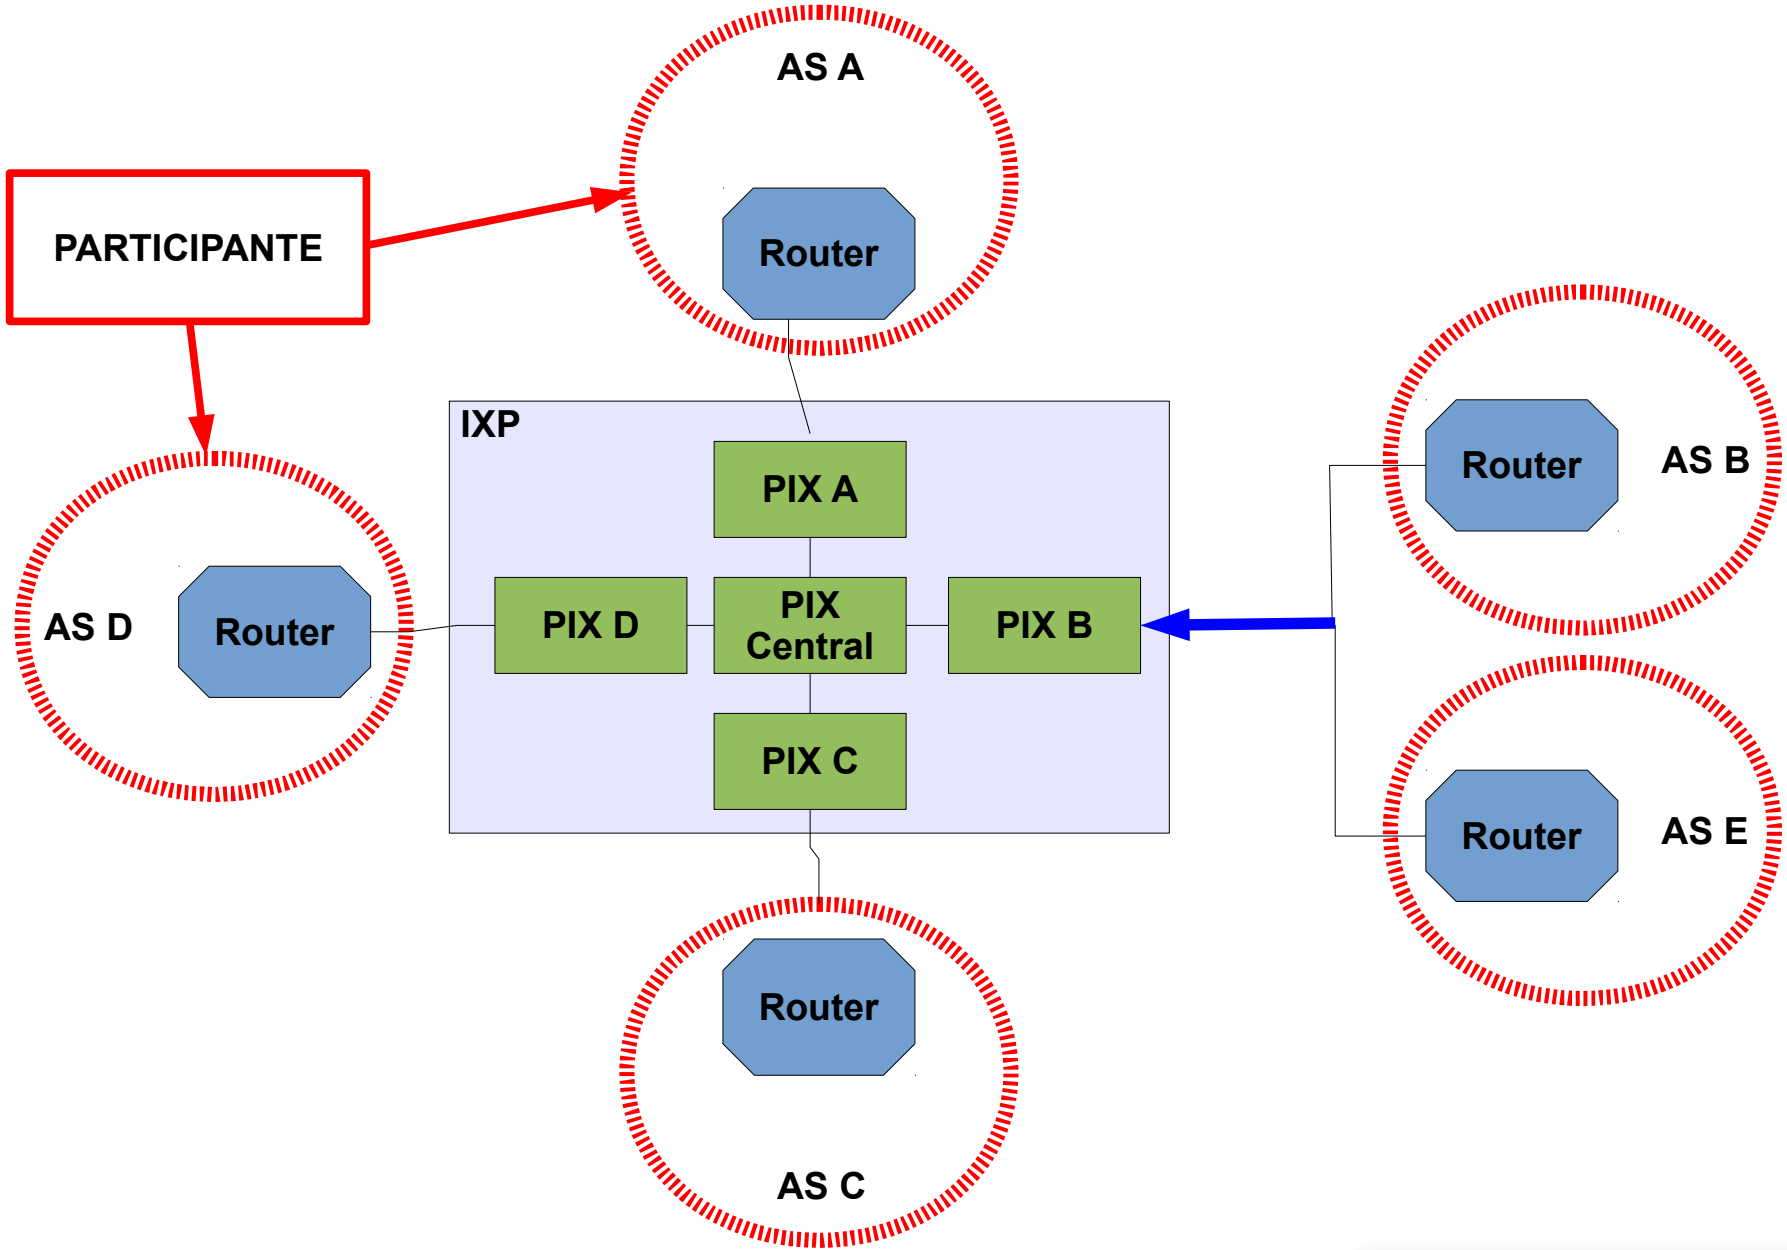 AS A
PARTICIPANTE
Router
IXP
PIX A
Router
AS B
AS D
Router
PIX D
PIX
Central
PIX B
PIX C
Router
AS E
Router
AS C